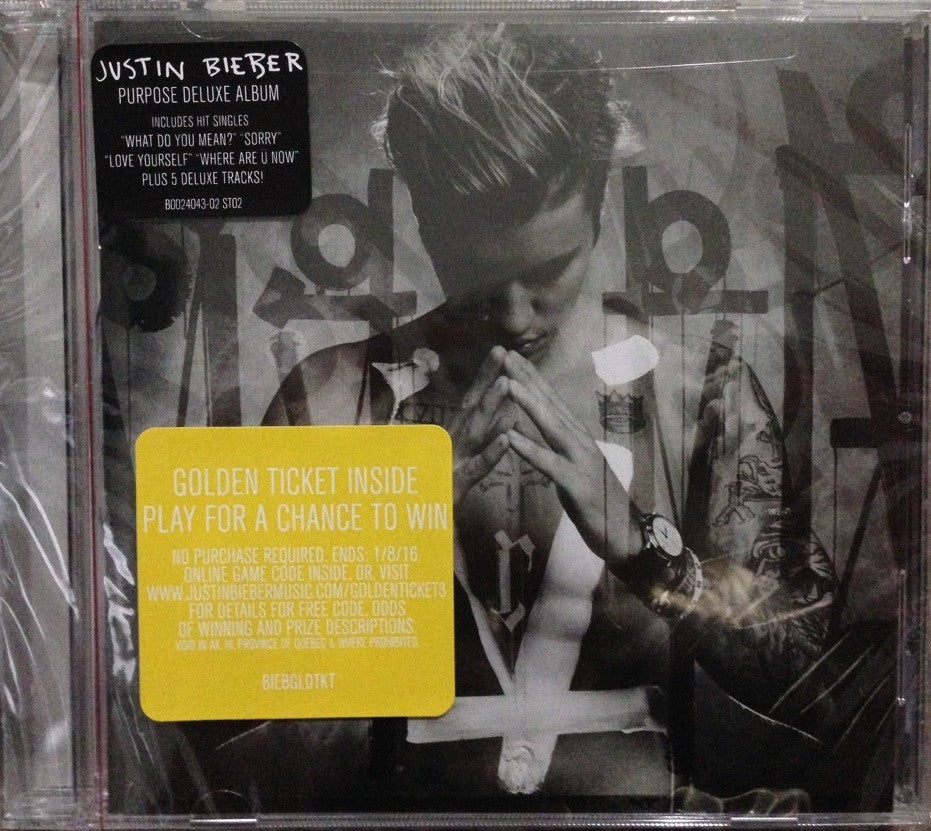 JUSTIN BIEBER
PURPOSE DELUXE ALBUM
INCLUDES HIT SINGLES
"WHAT DO YOU MEAN?" "SORRY"
"LOVE YOURSELF" "WHERE ARE Ü NOW"
PLUS 5 DELUXE TRACKS!
B0024043-02 ST02
GOLDEN TICKET INSIDE
PLAY FOR A CHANCE TO WIN
NO PURCHASE REQUIRED. ENDS: 1/8/16.
ONLINE GAME CODE INSIDE, OR, VISIT
WWW.JUSTINBIEBERMUSIC.COM/GOLDENTICKET3
FOR DETAILS FOR FREE CODE, ODDS
OF WINNING AND PRIZE DESCRIPTIONS.
VOID IN AK, HI, PROVINCE OF QUEBEC & WHERE PROHIBITED.
BIEBGLDTKT